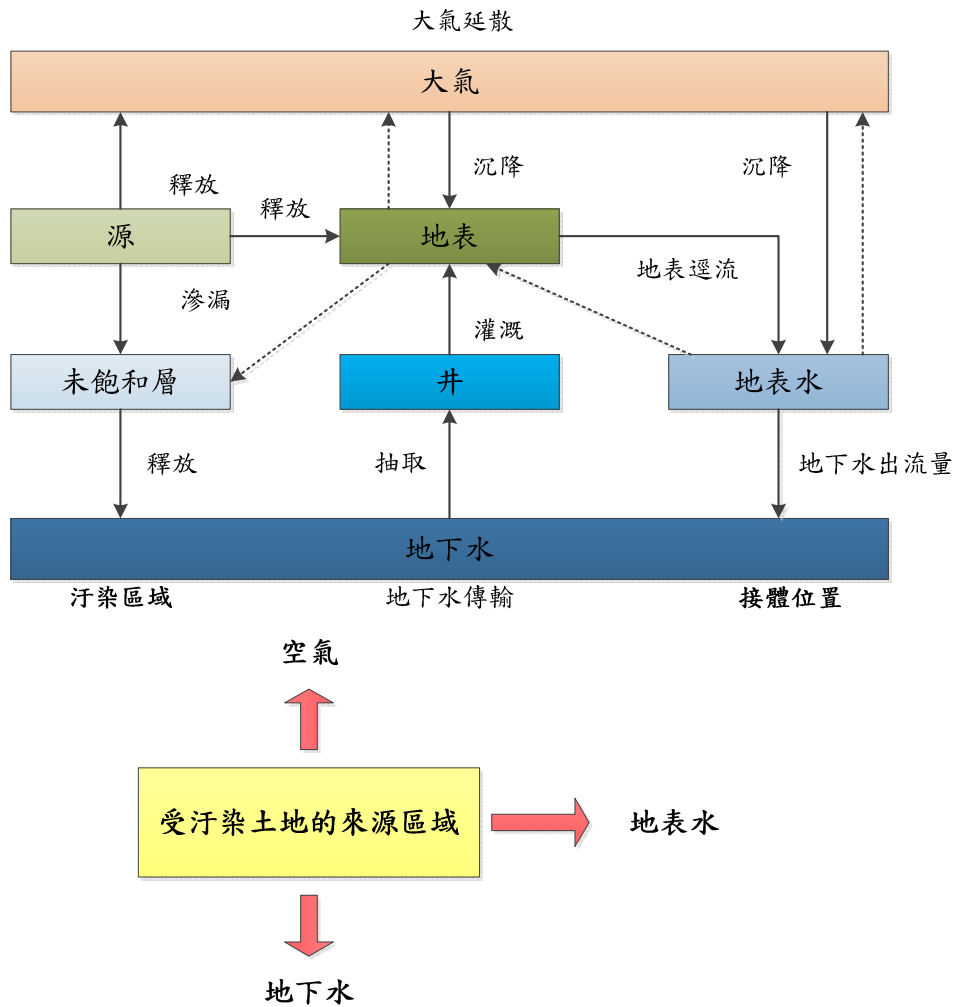 大氣延散
大氣
沉降
沉降
釋放
釋放
源
地表
地表逕流
滲漏
灌溉
未飽和層
井
地表水
釋放
抽取
地下水出流量
地下水
汙染區域
地下水傳輸
接體位置
空氣
受汙染土地的來源區域
地表水
地下水